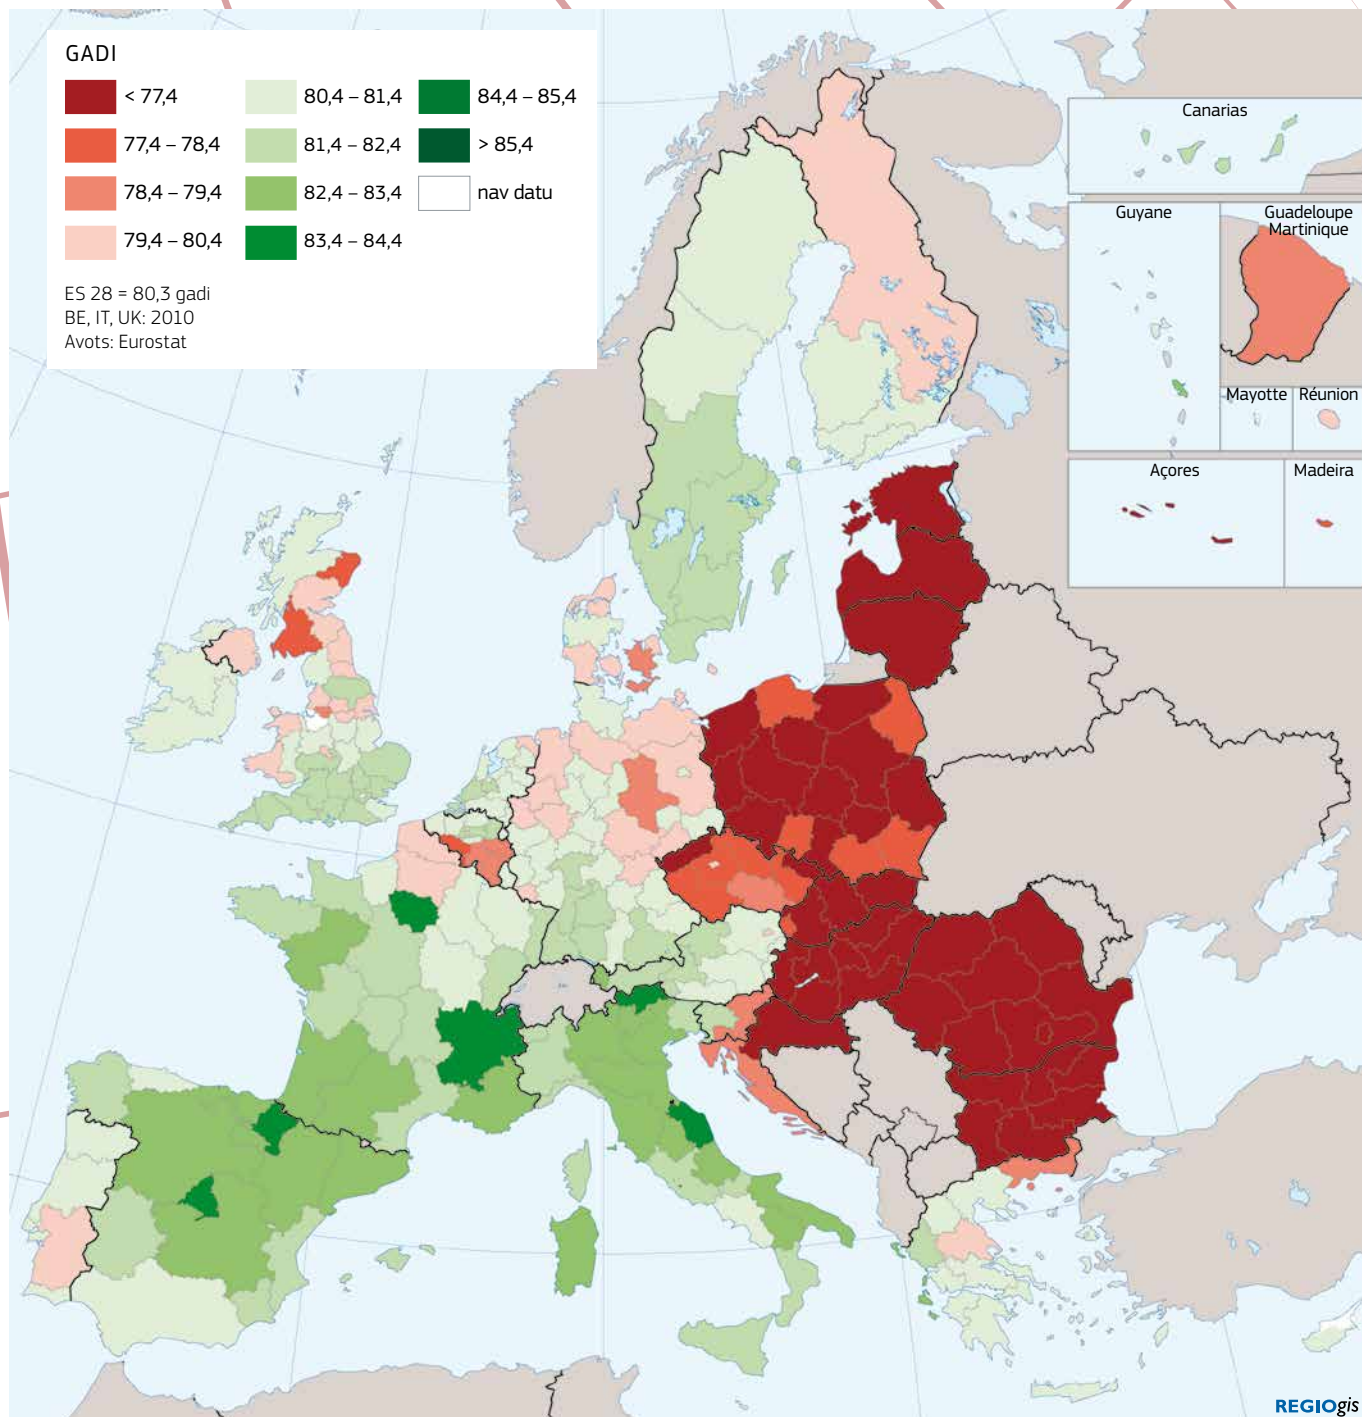 GADI
< 77,4
77,4 – 78,4
78,4 – 79,4
79,4 – 80,4
80,4 – 81,4
81,4 – 82,4
82,4 – 83,4
83,4 – 84,4
84,4 – 85,4
> 85,4
nav datu
ES 28 = 80,3 gadi
BE, IT, UK: 2010
Avots: Eurostat
Canarias
Guyane
Guadeloupe
Martinique
Mayotte
Réunion
Açores
Madeira
REGIOgis